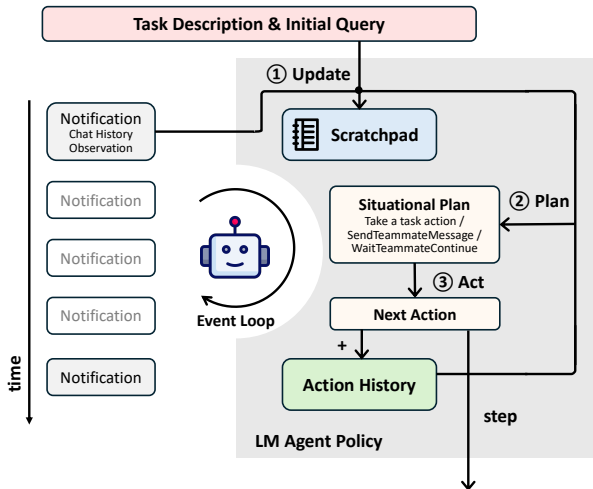 Task Description & Initial Query
① Update
Notification
Chat History
Observation
Scratchpad
Notification
Situational Plan
Take a task action /
SendTeammateMessage /
WaitTeammateContinue
② Plan
Notification
③ Act
Notification
Event Loop
Next Action
+
time
Notification
Action History
step
LM Agent Policy